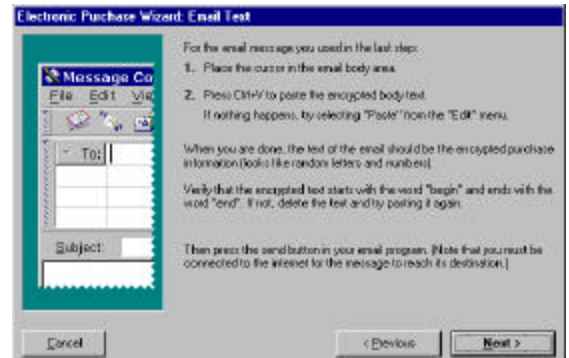 Electronic Purchase Wizard: Email Text
For the email message you used in the last step:
1. Place the cursor in the email body area.
2. Press Ctrl+V to paste the encrypted body text.
If nothing happens, try selecting "Paste" from the "Edit" menu.
When you are done, the text of the email should be the encrypted purchase
information (looks like random letters and numbers).
Verify that the encrypted text starts with the word "begin" and ends with the
word "end". If not, delete the text and try pasting it again.
Then press the send button in your email program. (Note that you must be
connected to the internet for the message to reach its destination.)
Message Co
File Edit Vie
To:
Subject:
Cancel
< Previous
Next >